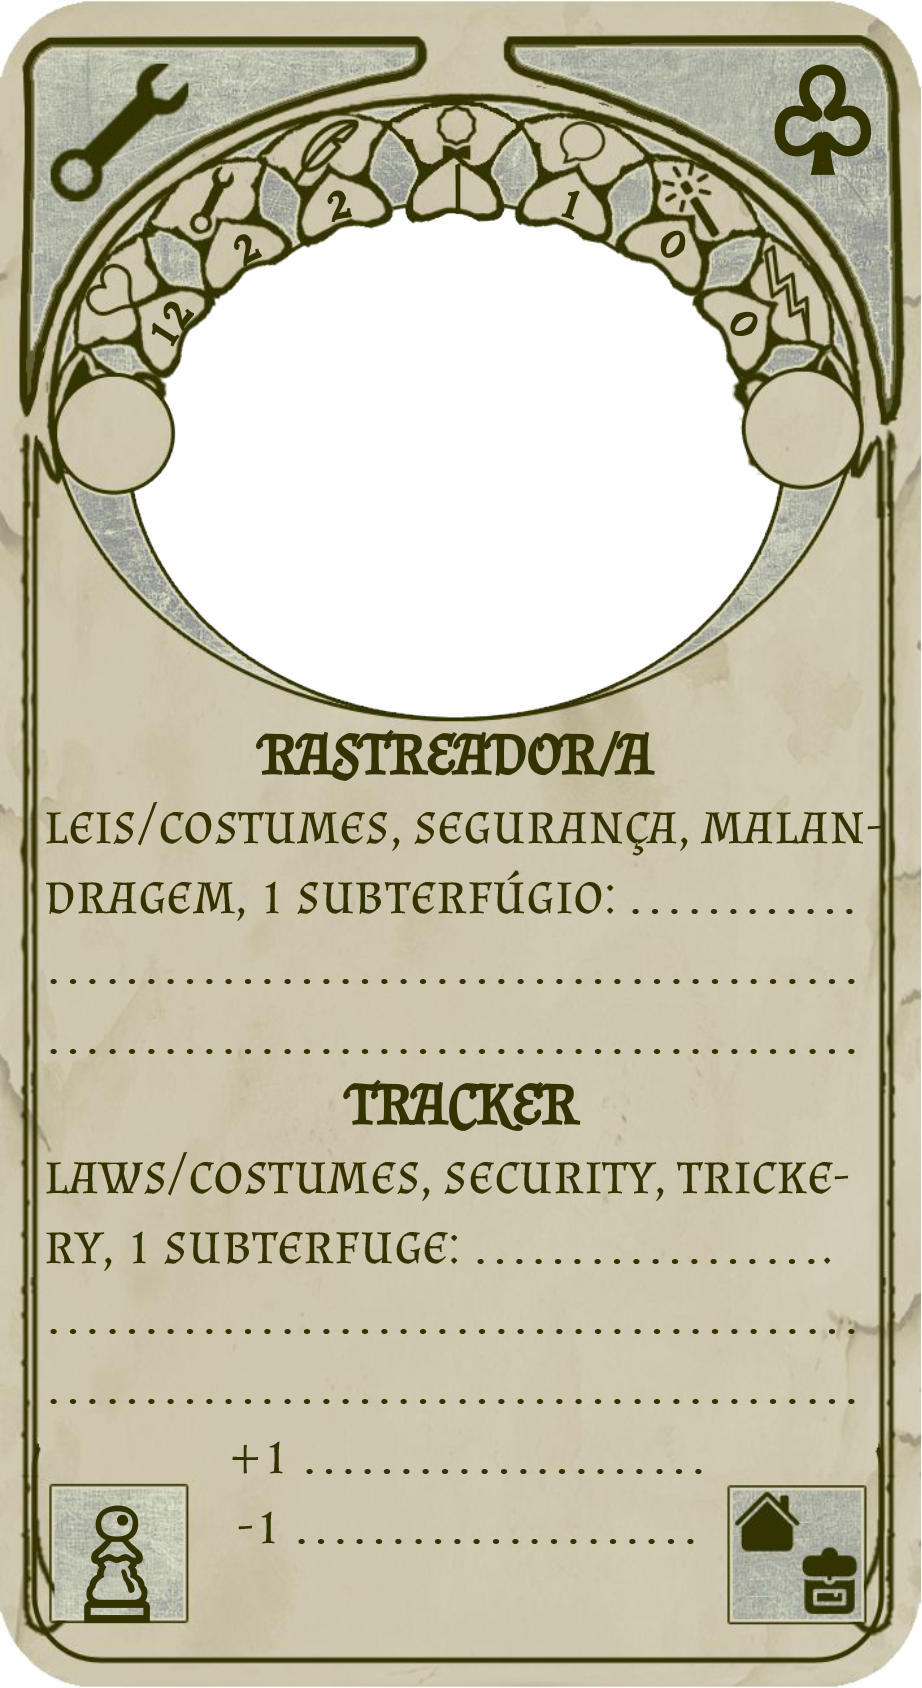 12 2 2 1 0 0
RASTREADOR/A
LEIS/COSTUMES, SEGURANÇA, MALAN-
DRAGEM, 1 SUBTERFÚGIO: ............
..........................................
..........................................
TRACKER
LAWS/COSTUMES, SECURITY, TRICKE-
RY, 1 SUBTERFUGE: ...................
..........................................
..........................................
+1 .....................
-1 .....................